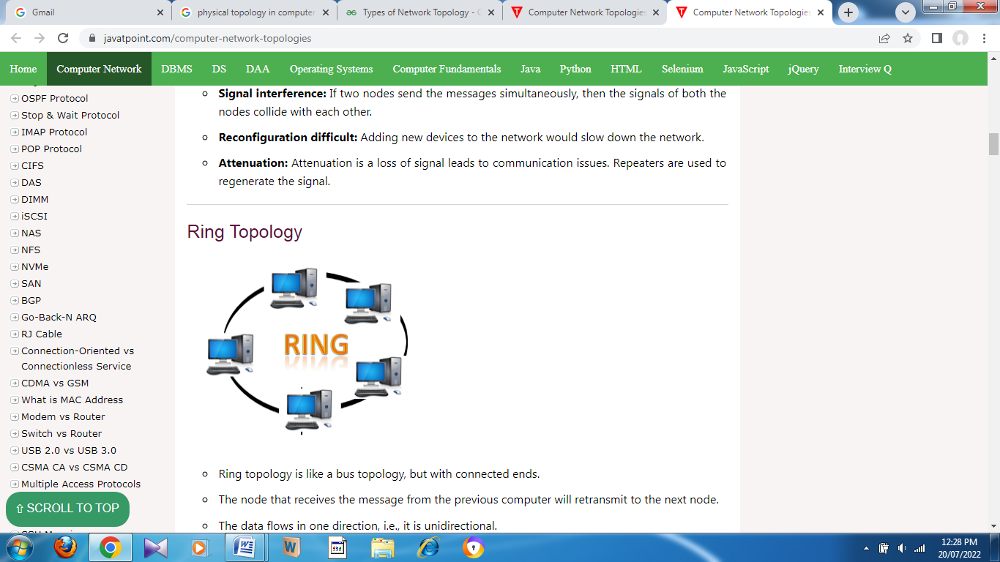 Gmail
physical topology in computer
Types of Network Topology - G
Computer Network Topologies
Computer Network Topologies
javatpoint.com/computer-network-topologies
Home Computer Network DBMS DS DAA Operating Systems Computer Fundamentals Java Python HTML Selenium JavaScript jQuery Interview Q
OSPF Protocol
Stop & Wait Protocol
IMAP Protocol
POP Protocol
CIFS
DAS
DIMM
iSCSI
NAS
NFS
NVMe
SAN
BGP
Go-Back-N ARQ
RJ Cable
Connection-Oriented vs
Connectionless Service
CDMA vs GSM
What is MAC Address
Modem vs Router
Switch vs Router
USB 2.0 vs USB 3.0
CSMA CA vs CSMA CD
Multiple Access Protocols
⇧ SCROLL TO TOP
Signal interference: If two nodes send the messages simultaneously, then the signals of both the
nodes collide with each other.
Reconfiguration difficult: Adding new devices to the network would slow down the network.
Attenuation: Attenuation is a loss of signal leads to communication issues. Repeaters are used to
regenerate the signal.
Ring Topology
RING
Ring topology is like a bus topology, but with connected ends.
The node that receives the message from the previous computer will retransmit to the next node.
The data flows in one direction, i.e., it is unidirectional.
12:28 PM
20/07/2022